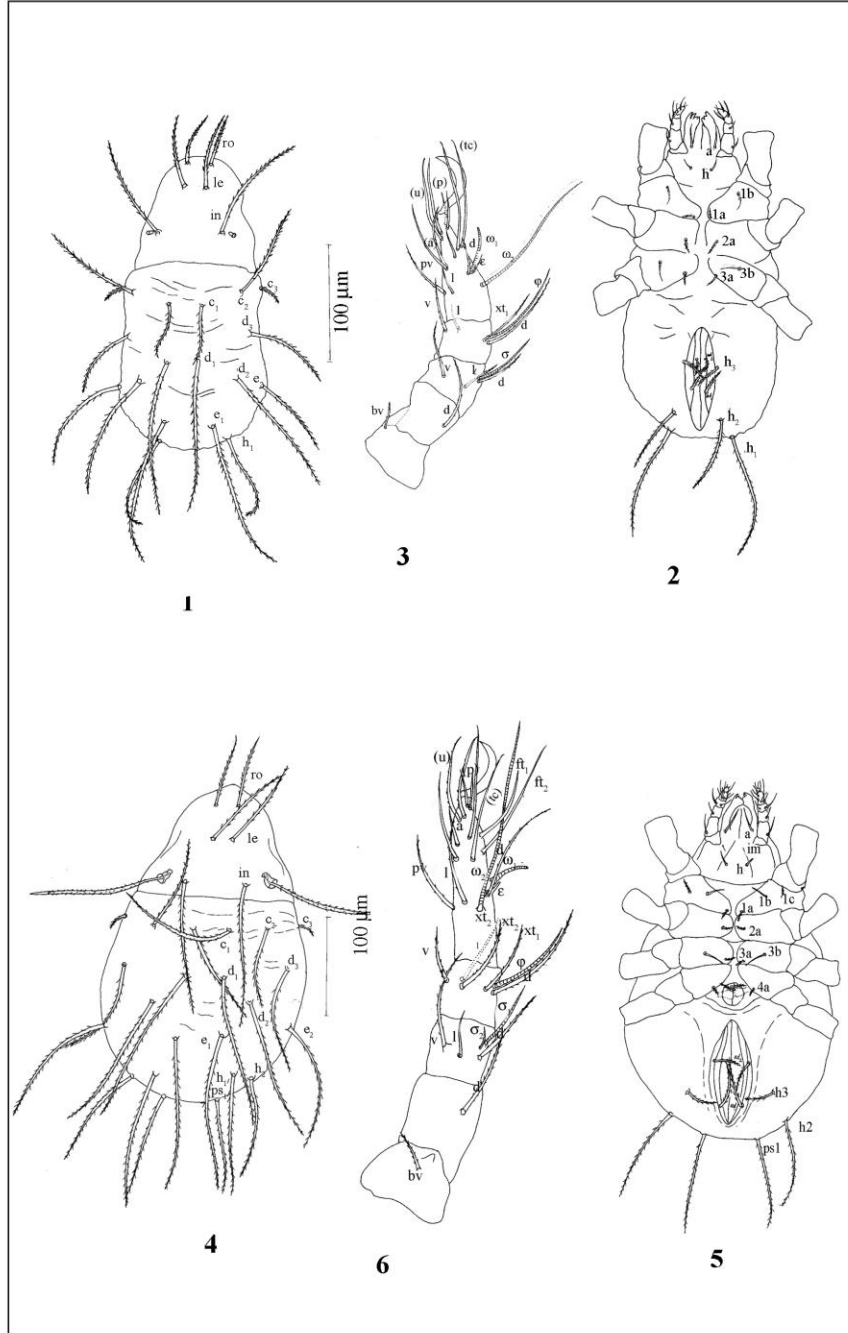 ro
le
in
c₃
c₁
c₂
d₃
d₁
d₂
e₂
e₁
h₁
100 µm
1
(tc)
(p)
(u)
(a)
d
ω₁
ε
ω₂
pv
l
φ
v
l
xt₁
d
σ
v
k
d
bv
d
3
a
h
1b
1a
2a
3a
3b
h₃
h₂
h₁
2
ro
le
in
c₂
c₃
c₁
d₁
d₃
d₂
e₂
e₁
h₁
h₂
ps₁
100 µm
4
(u)
(p)
ft₁
(tc)
ft₂
a
d
pv
l
ω₂
ω₁
ε
xt₂
xt₂
xt₁
v
φ
d
σ
v
l
σ₂
d
d
bv
6
a
im
h
1b
1c
1a
2a
3a
3b
4a
h3
h2
ps1
5